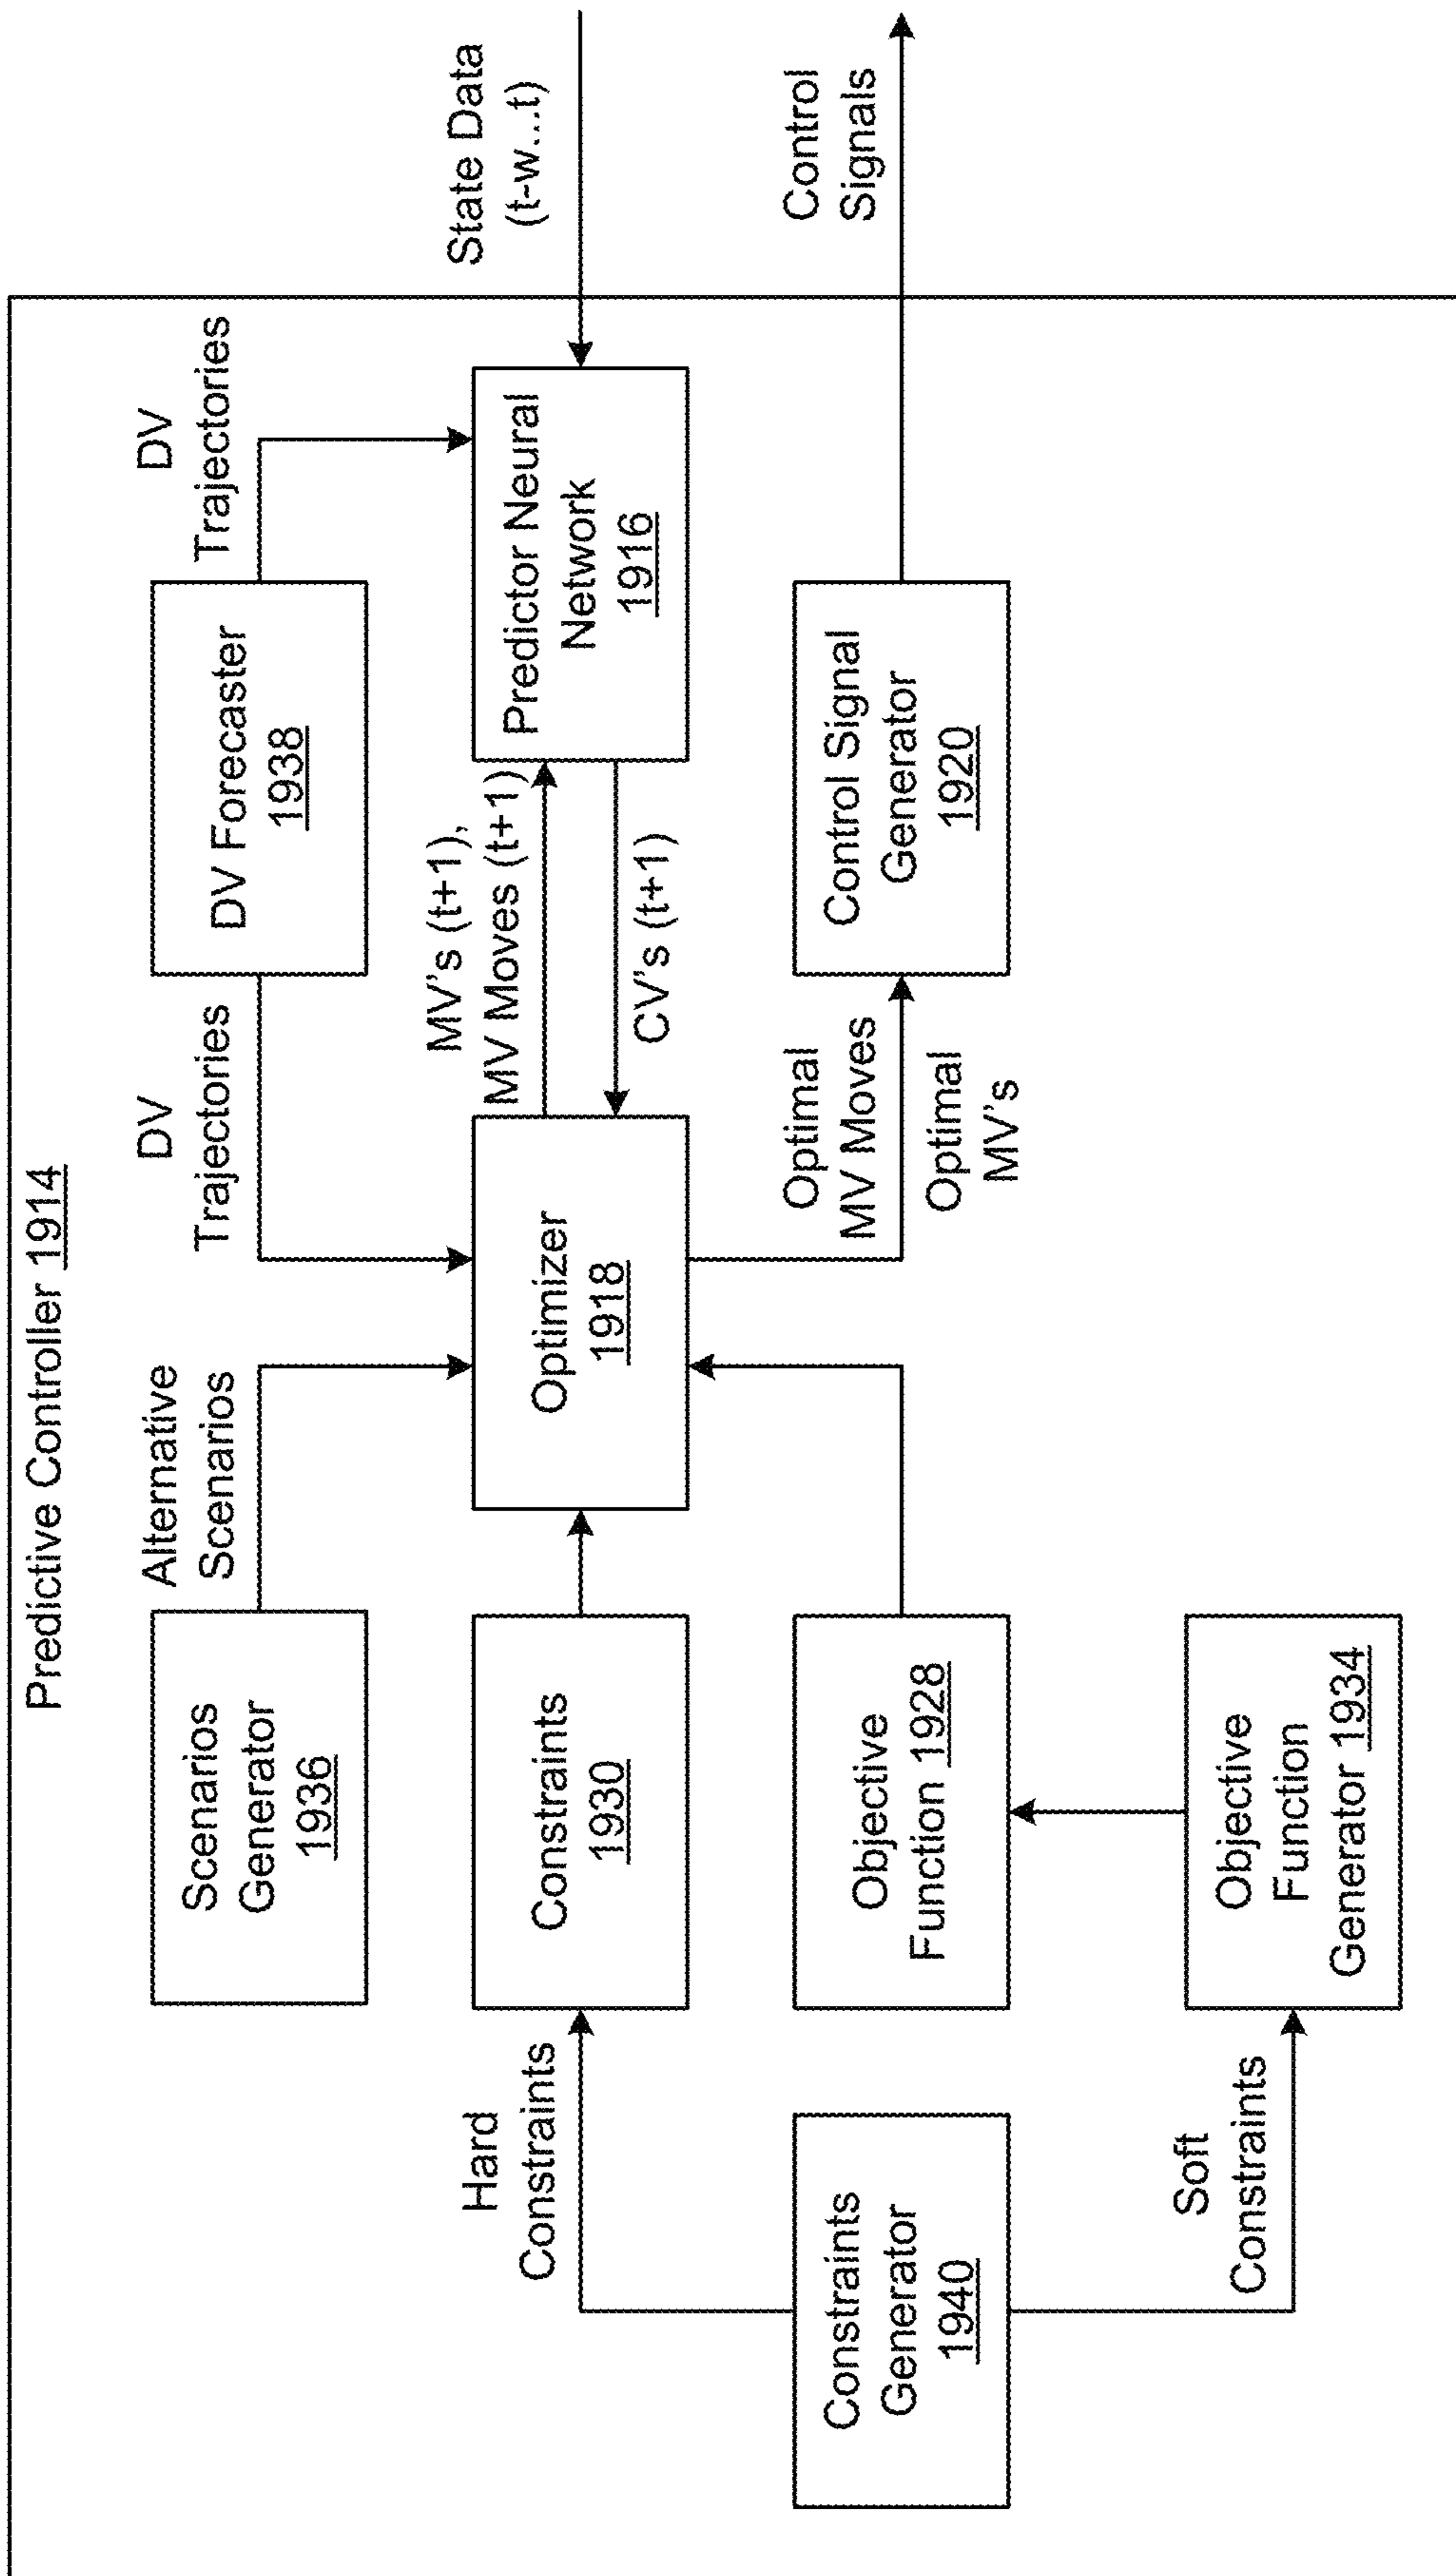 Predictive Controller 1914
Scenarios
Generator
1936
Alternative
Scenarios
DV
Trajectories
DV Forecaster
1938
DV
Trajectories
Hard
Constraints
Constraints
1930
Optimizer
1918
MV's (t+1),
MV Moves (t+1)
CV's (t+1)
Predictor Neural
Network
1916
State Data
(t-w...t)
Constraints
Generator
1940
Objective
Function 1928
Optimal
MV Moves
Optimal
MV's
Control Signal
Generator
1920
Control
Signals
Soft
Constraints
Objective
Function
Generator 1934